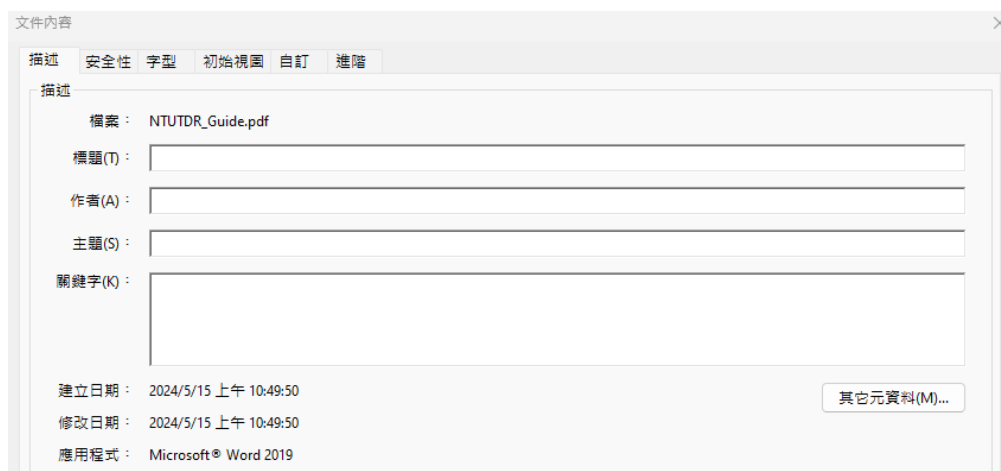 文件內容
描述 安全性 字型 初始視圖 自訂 進階
描述
檔案： NTUTDR_Guide.pdf
標題(T)：
作者(A)：
主題(S)：
關鍵字(K)：
建立日期： 2024/5/15 上午 10:49:50
其它元資料(M)...
修改日期： 2024/5/15 上午 10:49:50
應用程式： Microsoft® Word 2019